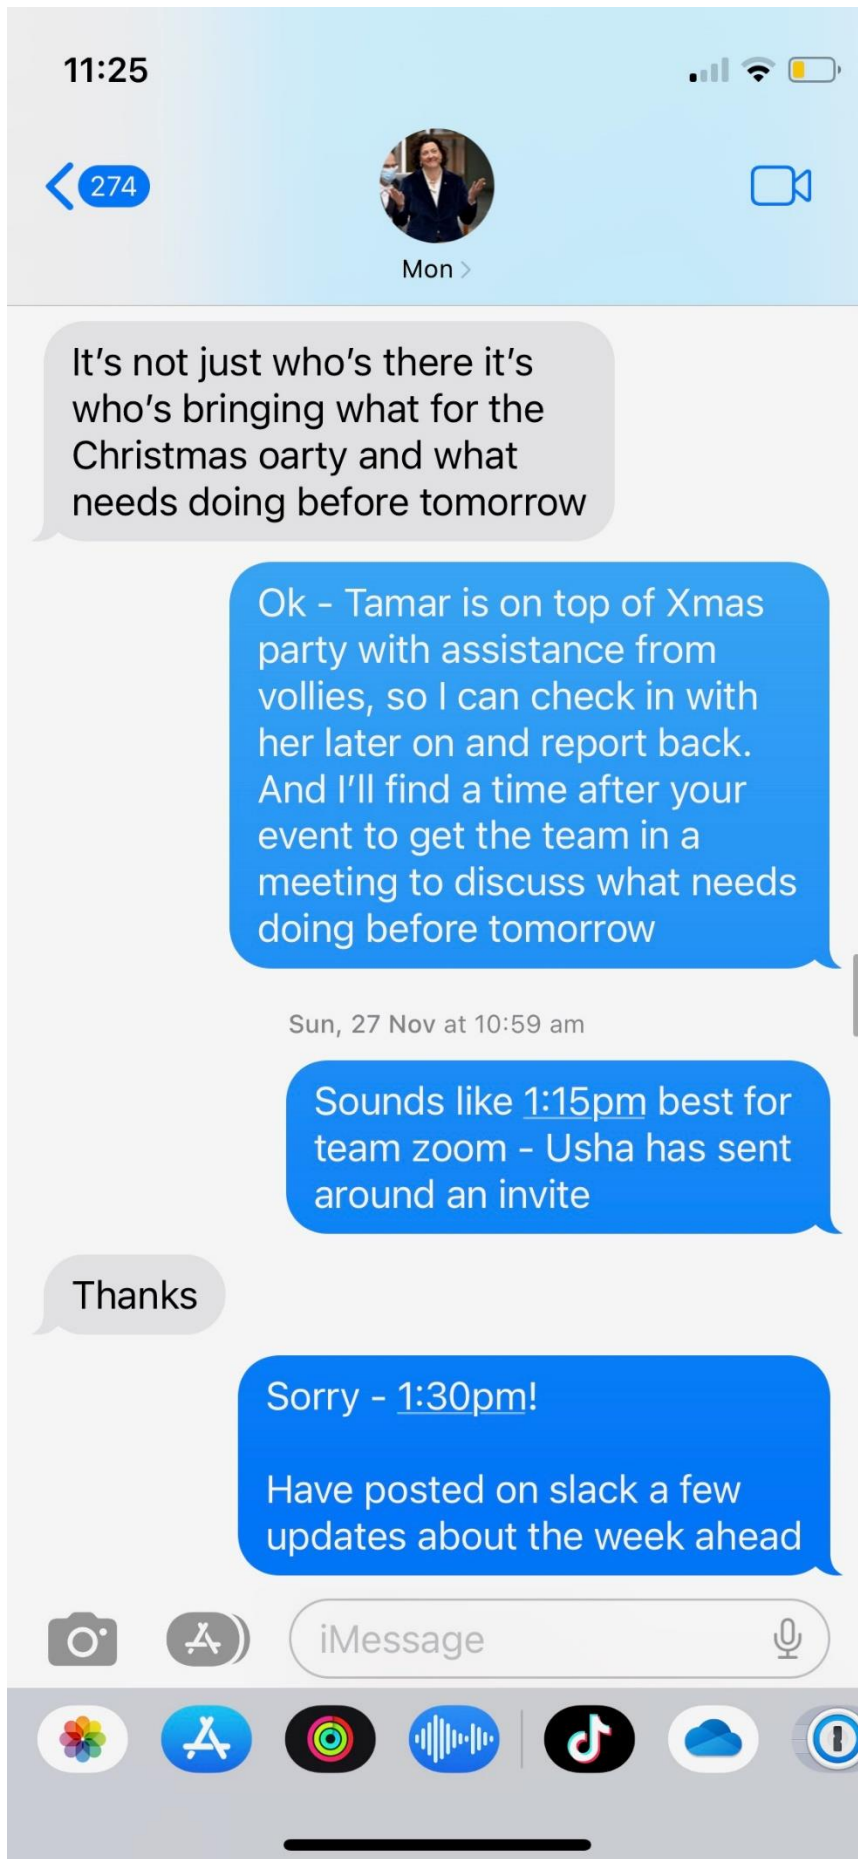 11:25
274
Mon
It’s not just who’s there it’s
who’s bringing what for the
Christmas oarty and what
needs doing before tomorrow
Ok - Tamar is on top of Xmas
party with assistance from
vollies, so I can check in with
her later on and report back.
And I’ll find a time after your
event to get the team in a
meeting to discuss what needs
doing before tomorrow
Sun, 27 Nov at 10:59 am
Sounds like 1:15pm best for
team zoom - Usha has sent
around an invite
Thanks
Sorry - 1:30pm!
Have posted on slack a few
updates about the week ahead
iMessage